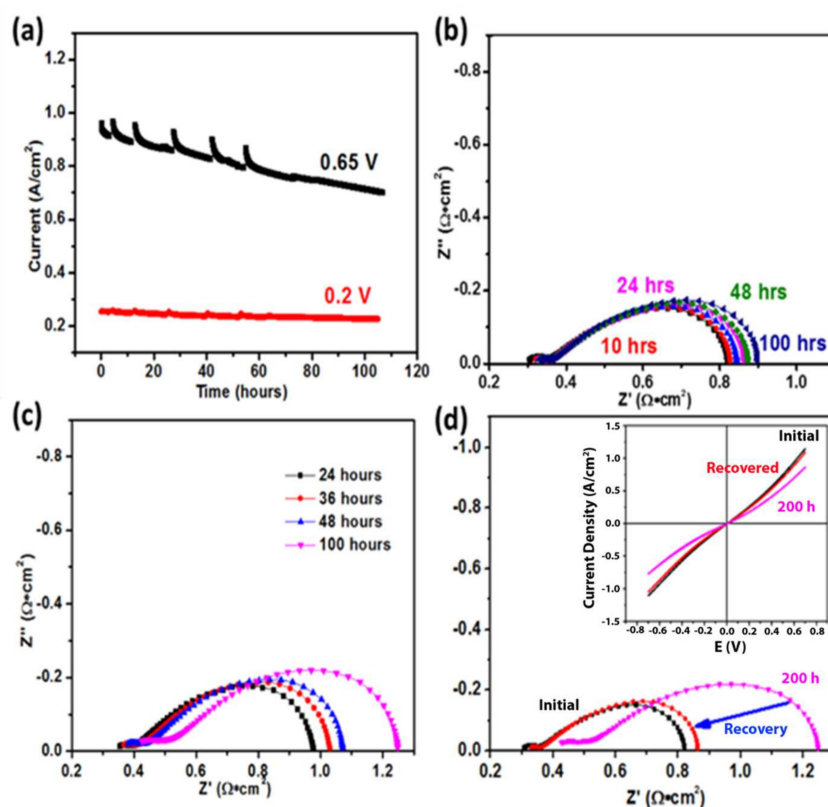 (a)
1.2
1.0
0.8
0.6
0.4
0.2
Current (A/cm²)
0.65 V
0.2 V
0 20 40 60 80 100 120
Time (hours)
(b)
-0.8
-0.6
-0.4
-0.2
0.0
Z'' (Ω•cm²)
24 hrs
48 hrs
10 hrs
100 hrs
0.2 0.4 0.6 0.8 1.0
Z' (Ω•cm²)
(c)
-0.8
-0.6
-0.4
-0.2
0.0
Z'' (Ω•cm²)
24 hours
36 hours
48 hours
100 hours
0.2 0.4 0.6 0.8 1.0 1.2
Z' (Ω•cm²)
(d)
-1.0
-0.8
-0.6
-0.4
-0.2
0.0
Z'' (Ω•cm²)
1.5
1.0
0.5
0.0
-0.5
-1.0
-1.5
Current Density (A/cm²)
Initial
Recovered
200 h
-0.8 -0.6 -0.4 -0.2 0.0 0.2 0.4 0.6 0.8
E (V)
Initial
200 h
Recovery
0.2 0.4 0.6 0.8 1.0 1.2
Z' (Ω•cm²)